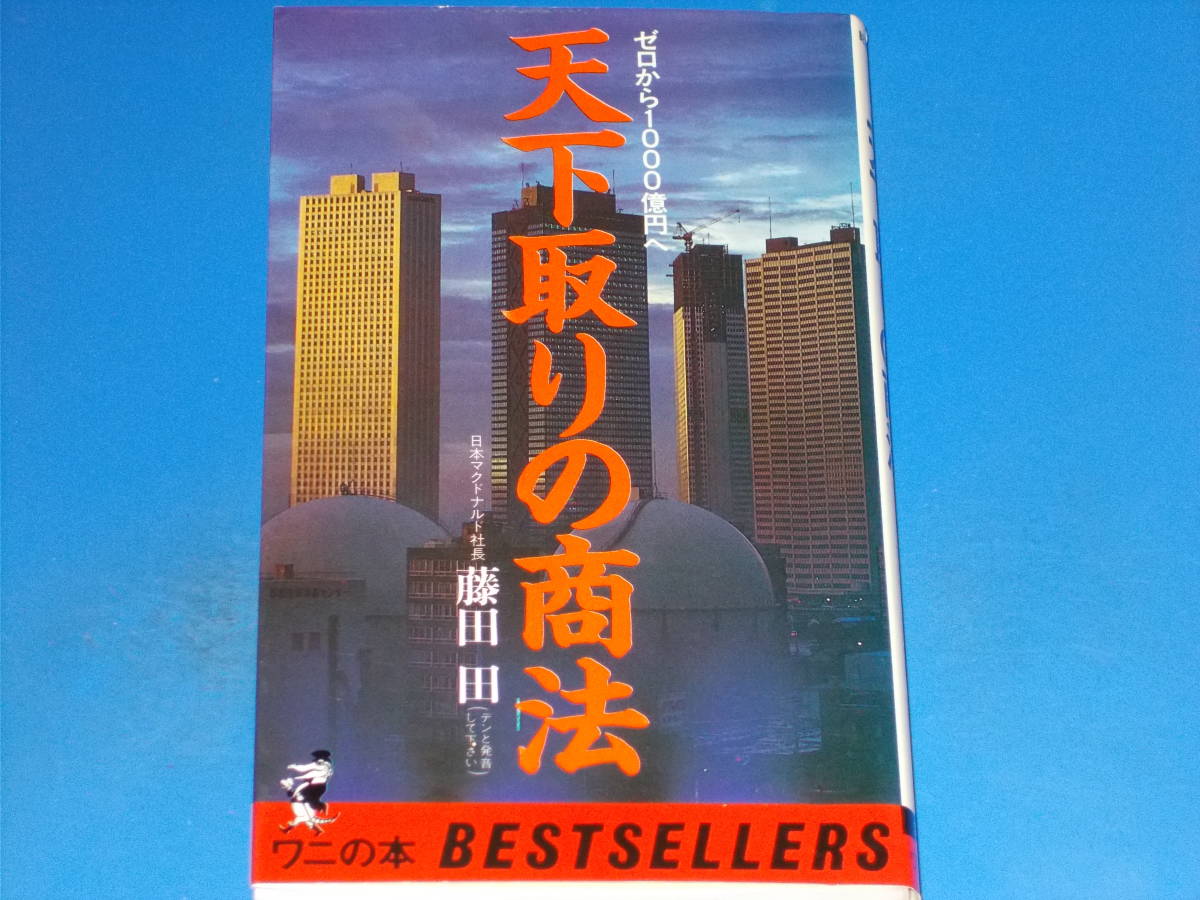 ゼロから1000億円へ
天下取りの商法
日本マクドナルド社長
藤田 田
(デンと発音
して下さい)
ワニの本
BESTSELLERS